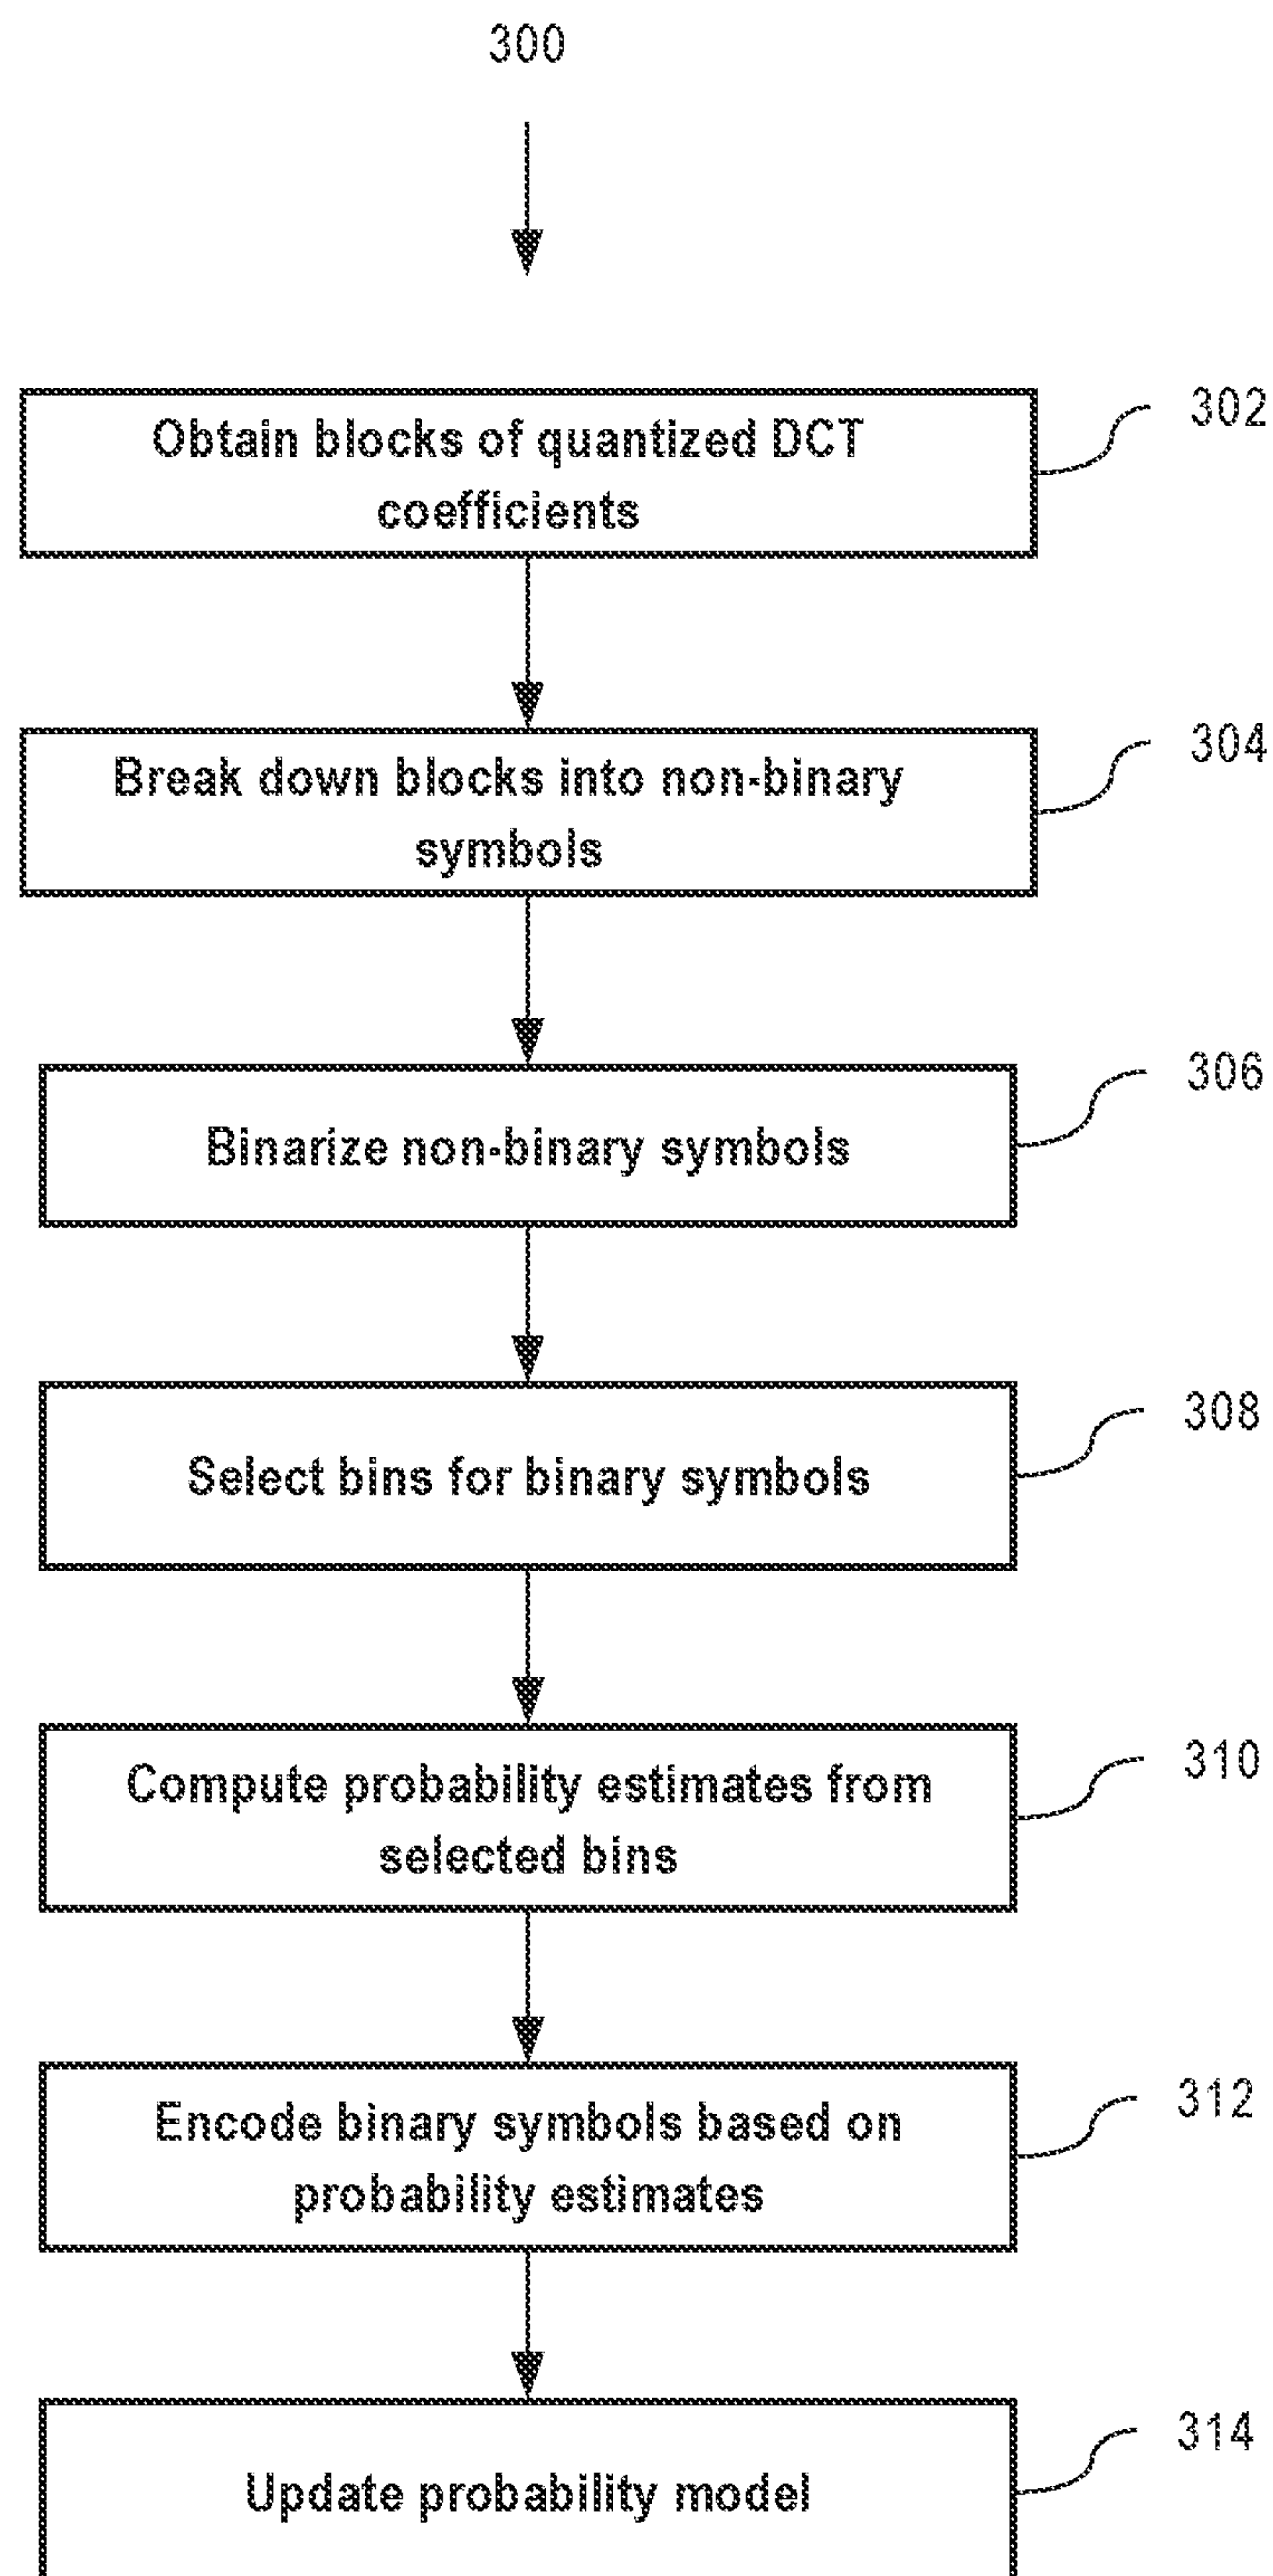 300
Obtain blocks of quantized DCT
coefficients
302
Break down blocks into non-binary
symbols
304
Binarize non-binary symbols
306
Select bins for binary symbols
308
Compute probability estimates from
selected bins
310
Encode binary symbols based on
probability estimates
312
Update probability model
314